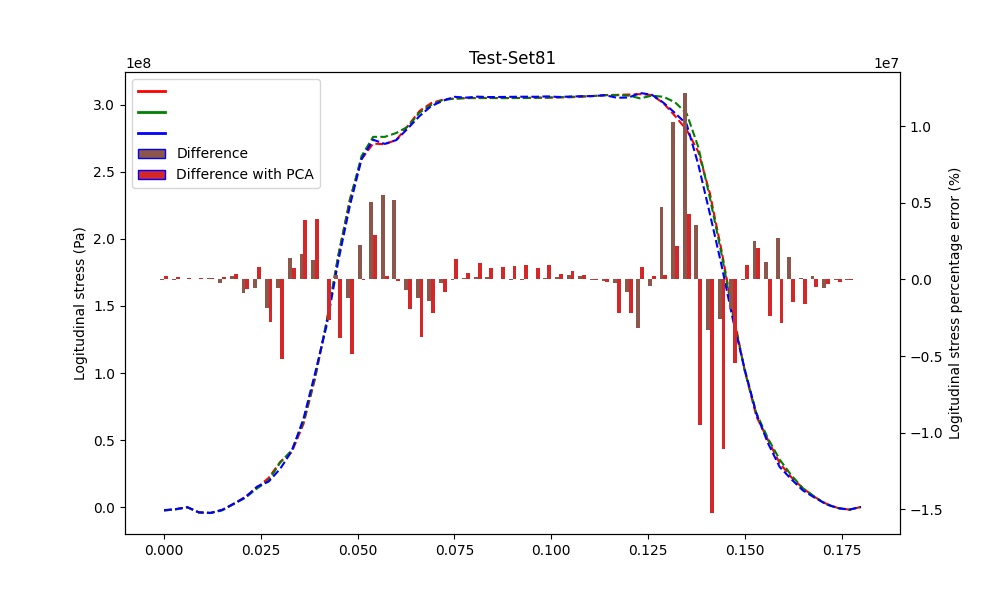 Test-Set81
1e8
1e7
Difference
Difference with PCA
3.0
2.5
2.0
1.5
1.0
0.5
0.0
Logitudinal stress (Pa)
1.0
0.5
0.0
−0.5
−1.0
−1.5
Logitudinal stress percentage error (%)
0.000 0.025 0.050 0.075 0.100 0.125 0.150 0.175